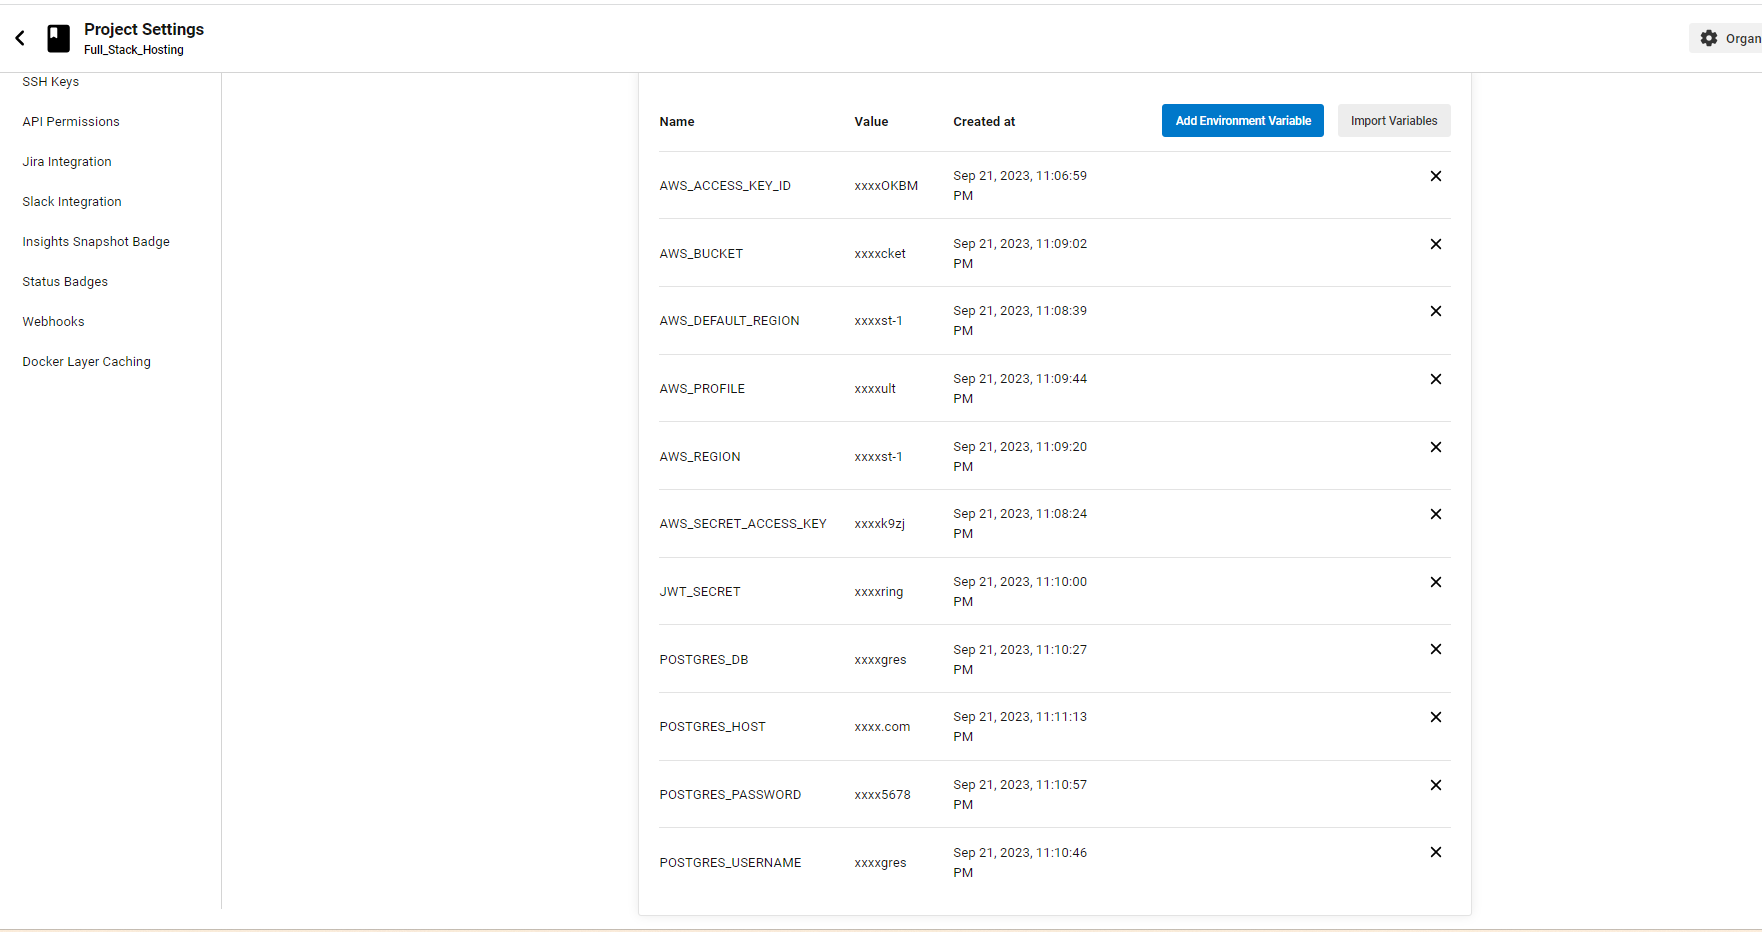 Project Settings
Full_Stack_Hosting
Organ
SSH Keys
API Permissions
Jira Integration
Slack Integration
Insights Snapshot Badge
Status Badges
Webhooks
Docker Layer Caching
Name Value Created at Add Environment Variable Import Variables
AWS_ACCESS_KEY_ID xxxxOKBM Sep 21, 2023, 11:06:59
PM
AWS_BUCKET xxxxcket Sep 21, 2023, 11:09:02
PM
AWS_DEFAULT_REGION xxxxst-1 Sep 21, 2023, 11:08:39
PM
AWS_PROFILE xxxxult Sep 21, 2023, 11:09:44
PM
AWS_REGION xxxxst-1 Sep 21, 2023, 11:09:20
PM
AWS_SECRET_ACCESS_KEY xxxxk9zj Sep 21, 2023, 11:08:24
PM
JWT_SECRET xxxxring Sep 21, 2023, 11:10:00
PM
POSTGRES_DB xxxxgres Sep 21, 2023, 11:10:27
PM
POSTGRES_HOST xxxx.com Sep 21, 2023, 11:11:13
PM
POSTGRES_PASSWORD xxxx5678 Sep 21, 2023, 11:10:57
PM
POSTGRES_USERNAME xxxxgres Sep 21, 2023, 11:10:46
PM